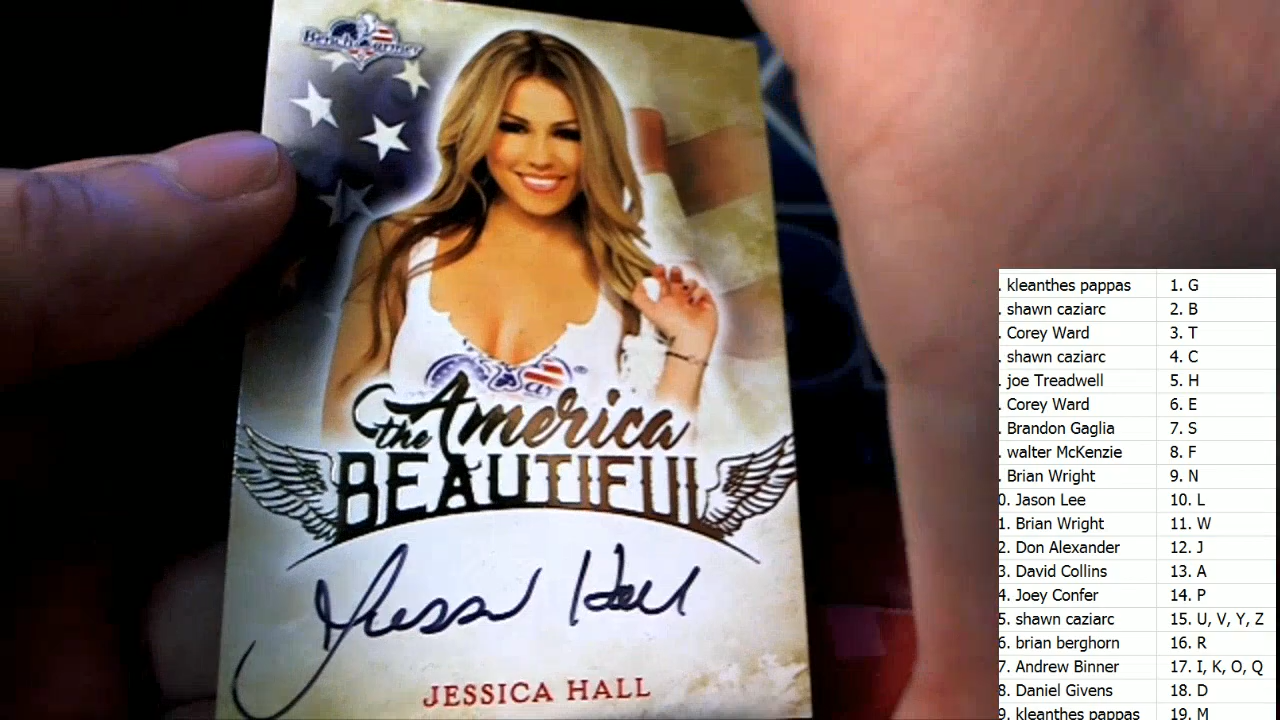 BenchWarmer
the America
BEAUTIFUL
Jessica Hall
JESSICA HALL
. kleanthes pappas 1. G
. shawn caziarc 2. B
. Corey Ward 3. T
. shawn caziarc 4. C
. joe Treadwell 5. H
. Corey Ward 6. E
. Brandon Gaglia 7. S
. walter McKenzie 8. F
. Brian Wright 9. N
0. Jason Lee 10. L
1. Brian Wright 11. W
2. Don Alexander 12. J
3. David Collins 13. A
4. Joey Confer 14. P
5. shawn caziarc 15. U, V, Y, Z
6. brian berghorn 16. R
7. Andrew Binner 17. I, K, O, Q
8. Daniel Givens 18. D
9. kleanthes pappas 19. M